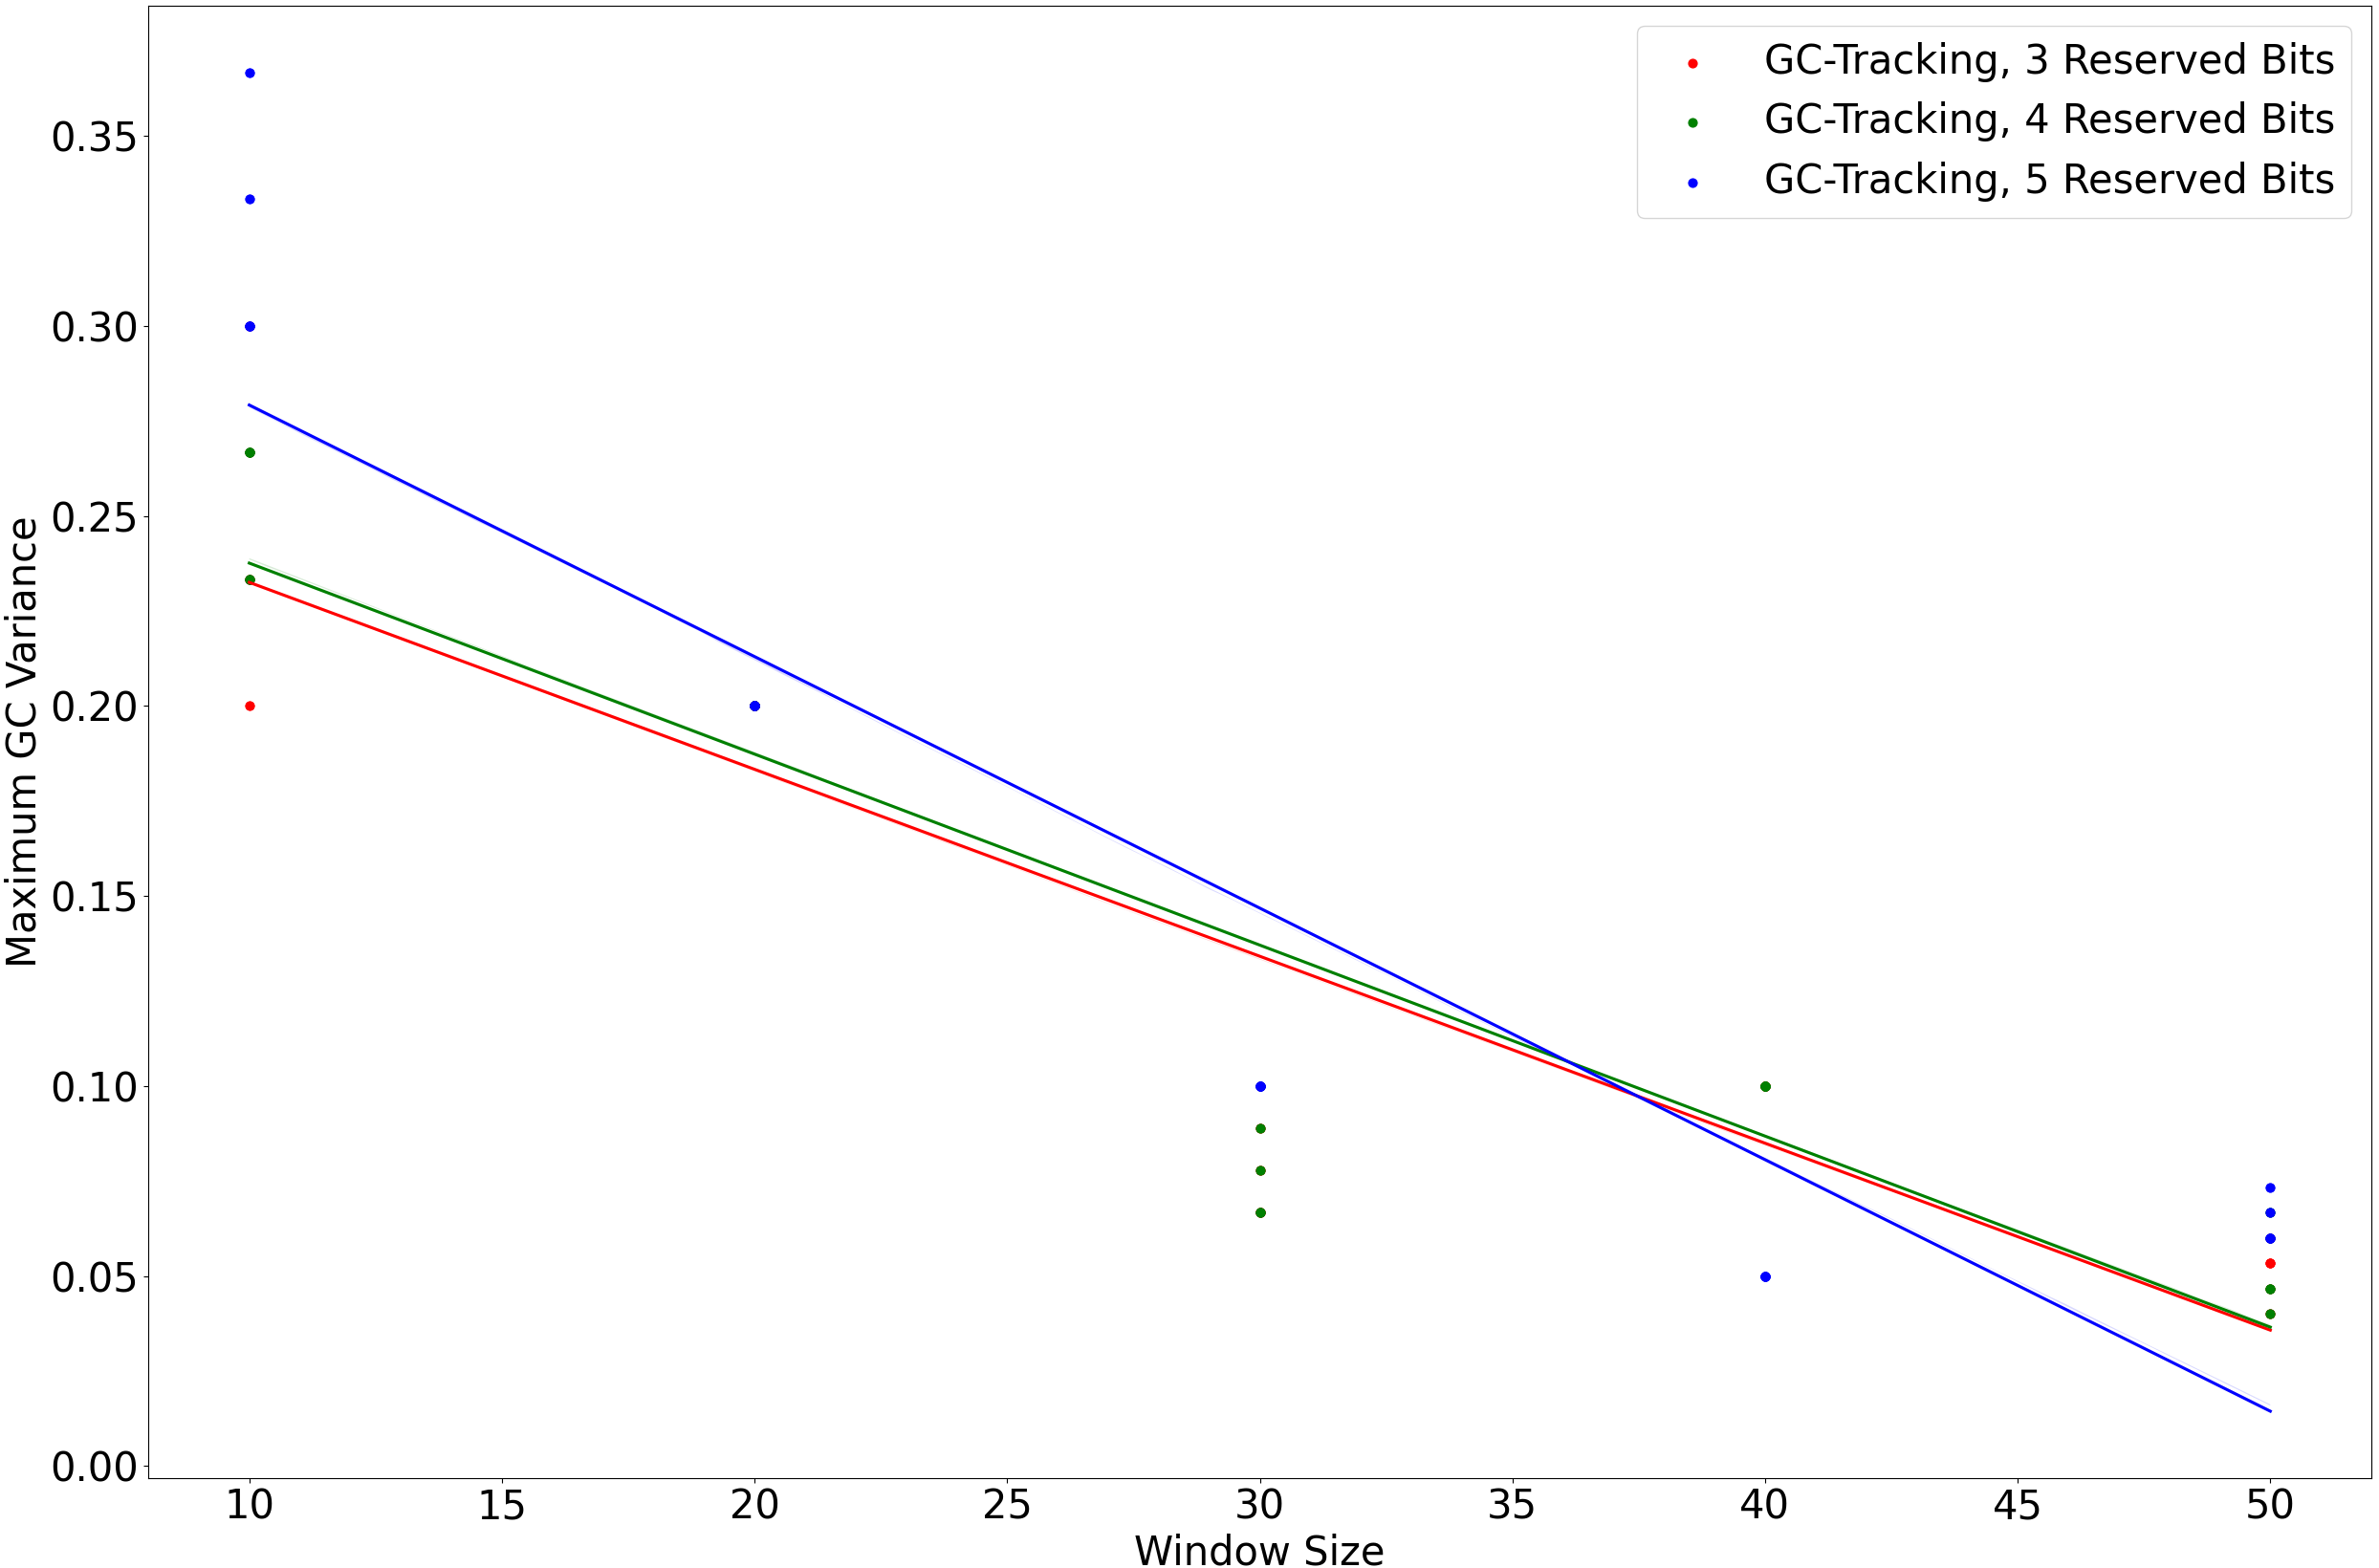 GC-Tracking, 3 Reserved Bits
GC-Tracking, 4 Reserved Bits
GC-Tracking, 5 Reserved Bits
Maximum GC Variance
0.35
0.30
0.25
0.20
0.15
0.10
0.05
0.00
10 15 20 25 30 35 40 45 50
Window Size